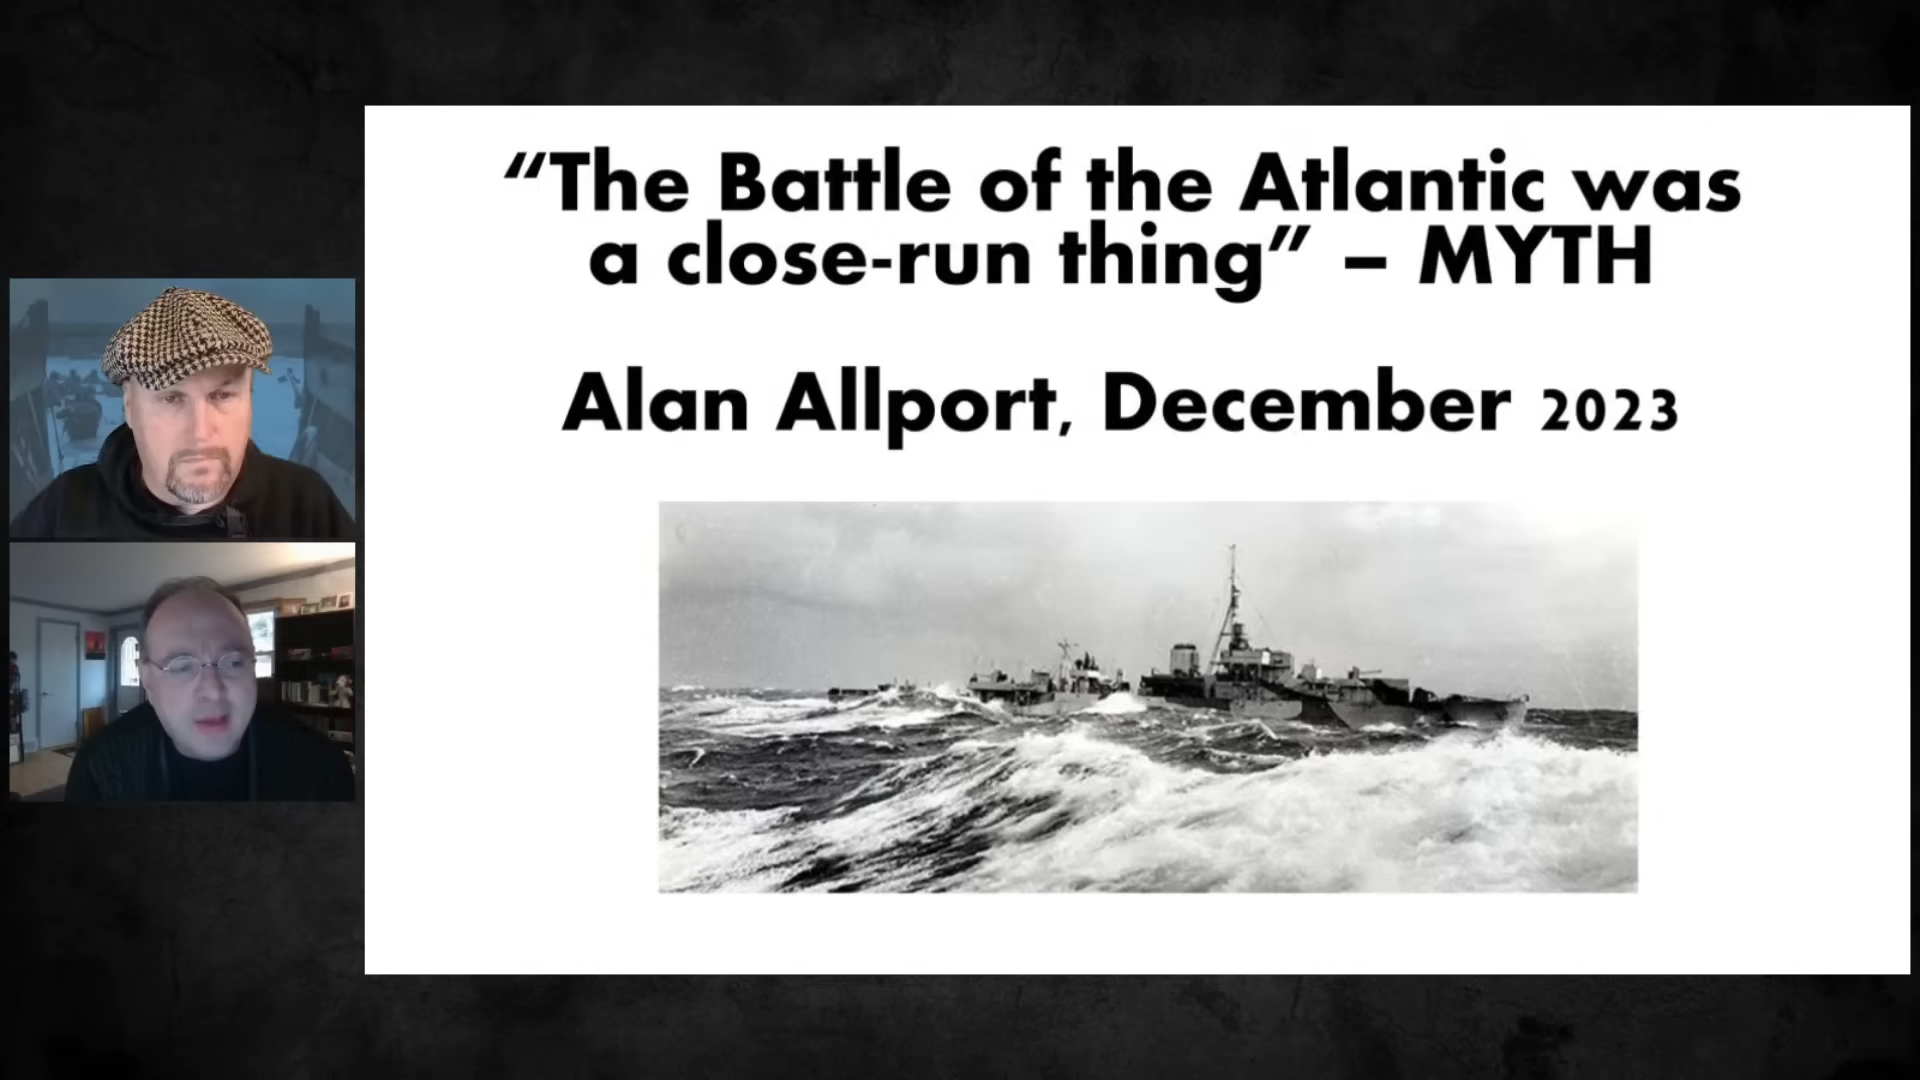 “The Battle of the Atlantic was
a close-run thing” – MYTH
Alan Allport, December 2023